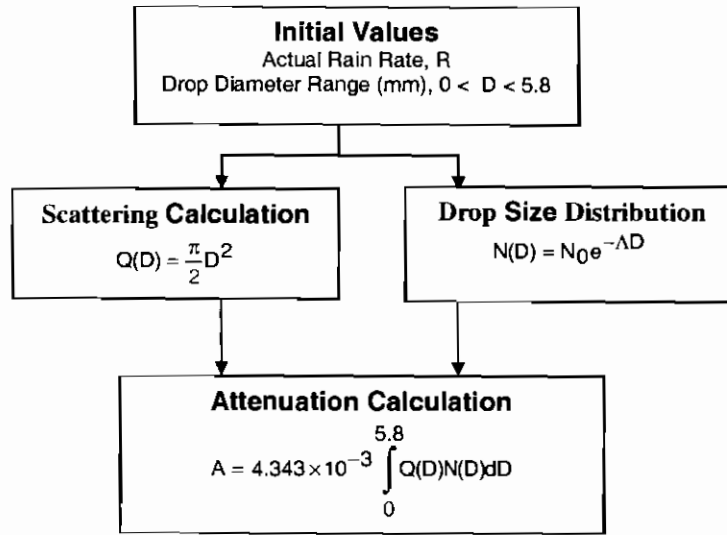 Initial Values
Actual Rain Rate, R
Drop Diameter Range (mm), 0 < D < 5.8
Scattering Calculation
Q(D) = π/2 D²
Drop Size Distribution
N(D) = N₀e^(-ΛD)
Attenuation Calculation
A = 4.343 × 10⁻³ ∫₀^5.8 Q(D)N(D)dD